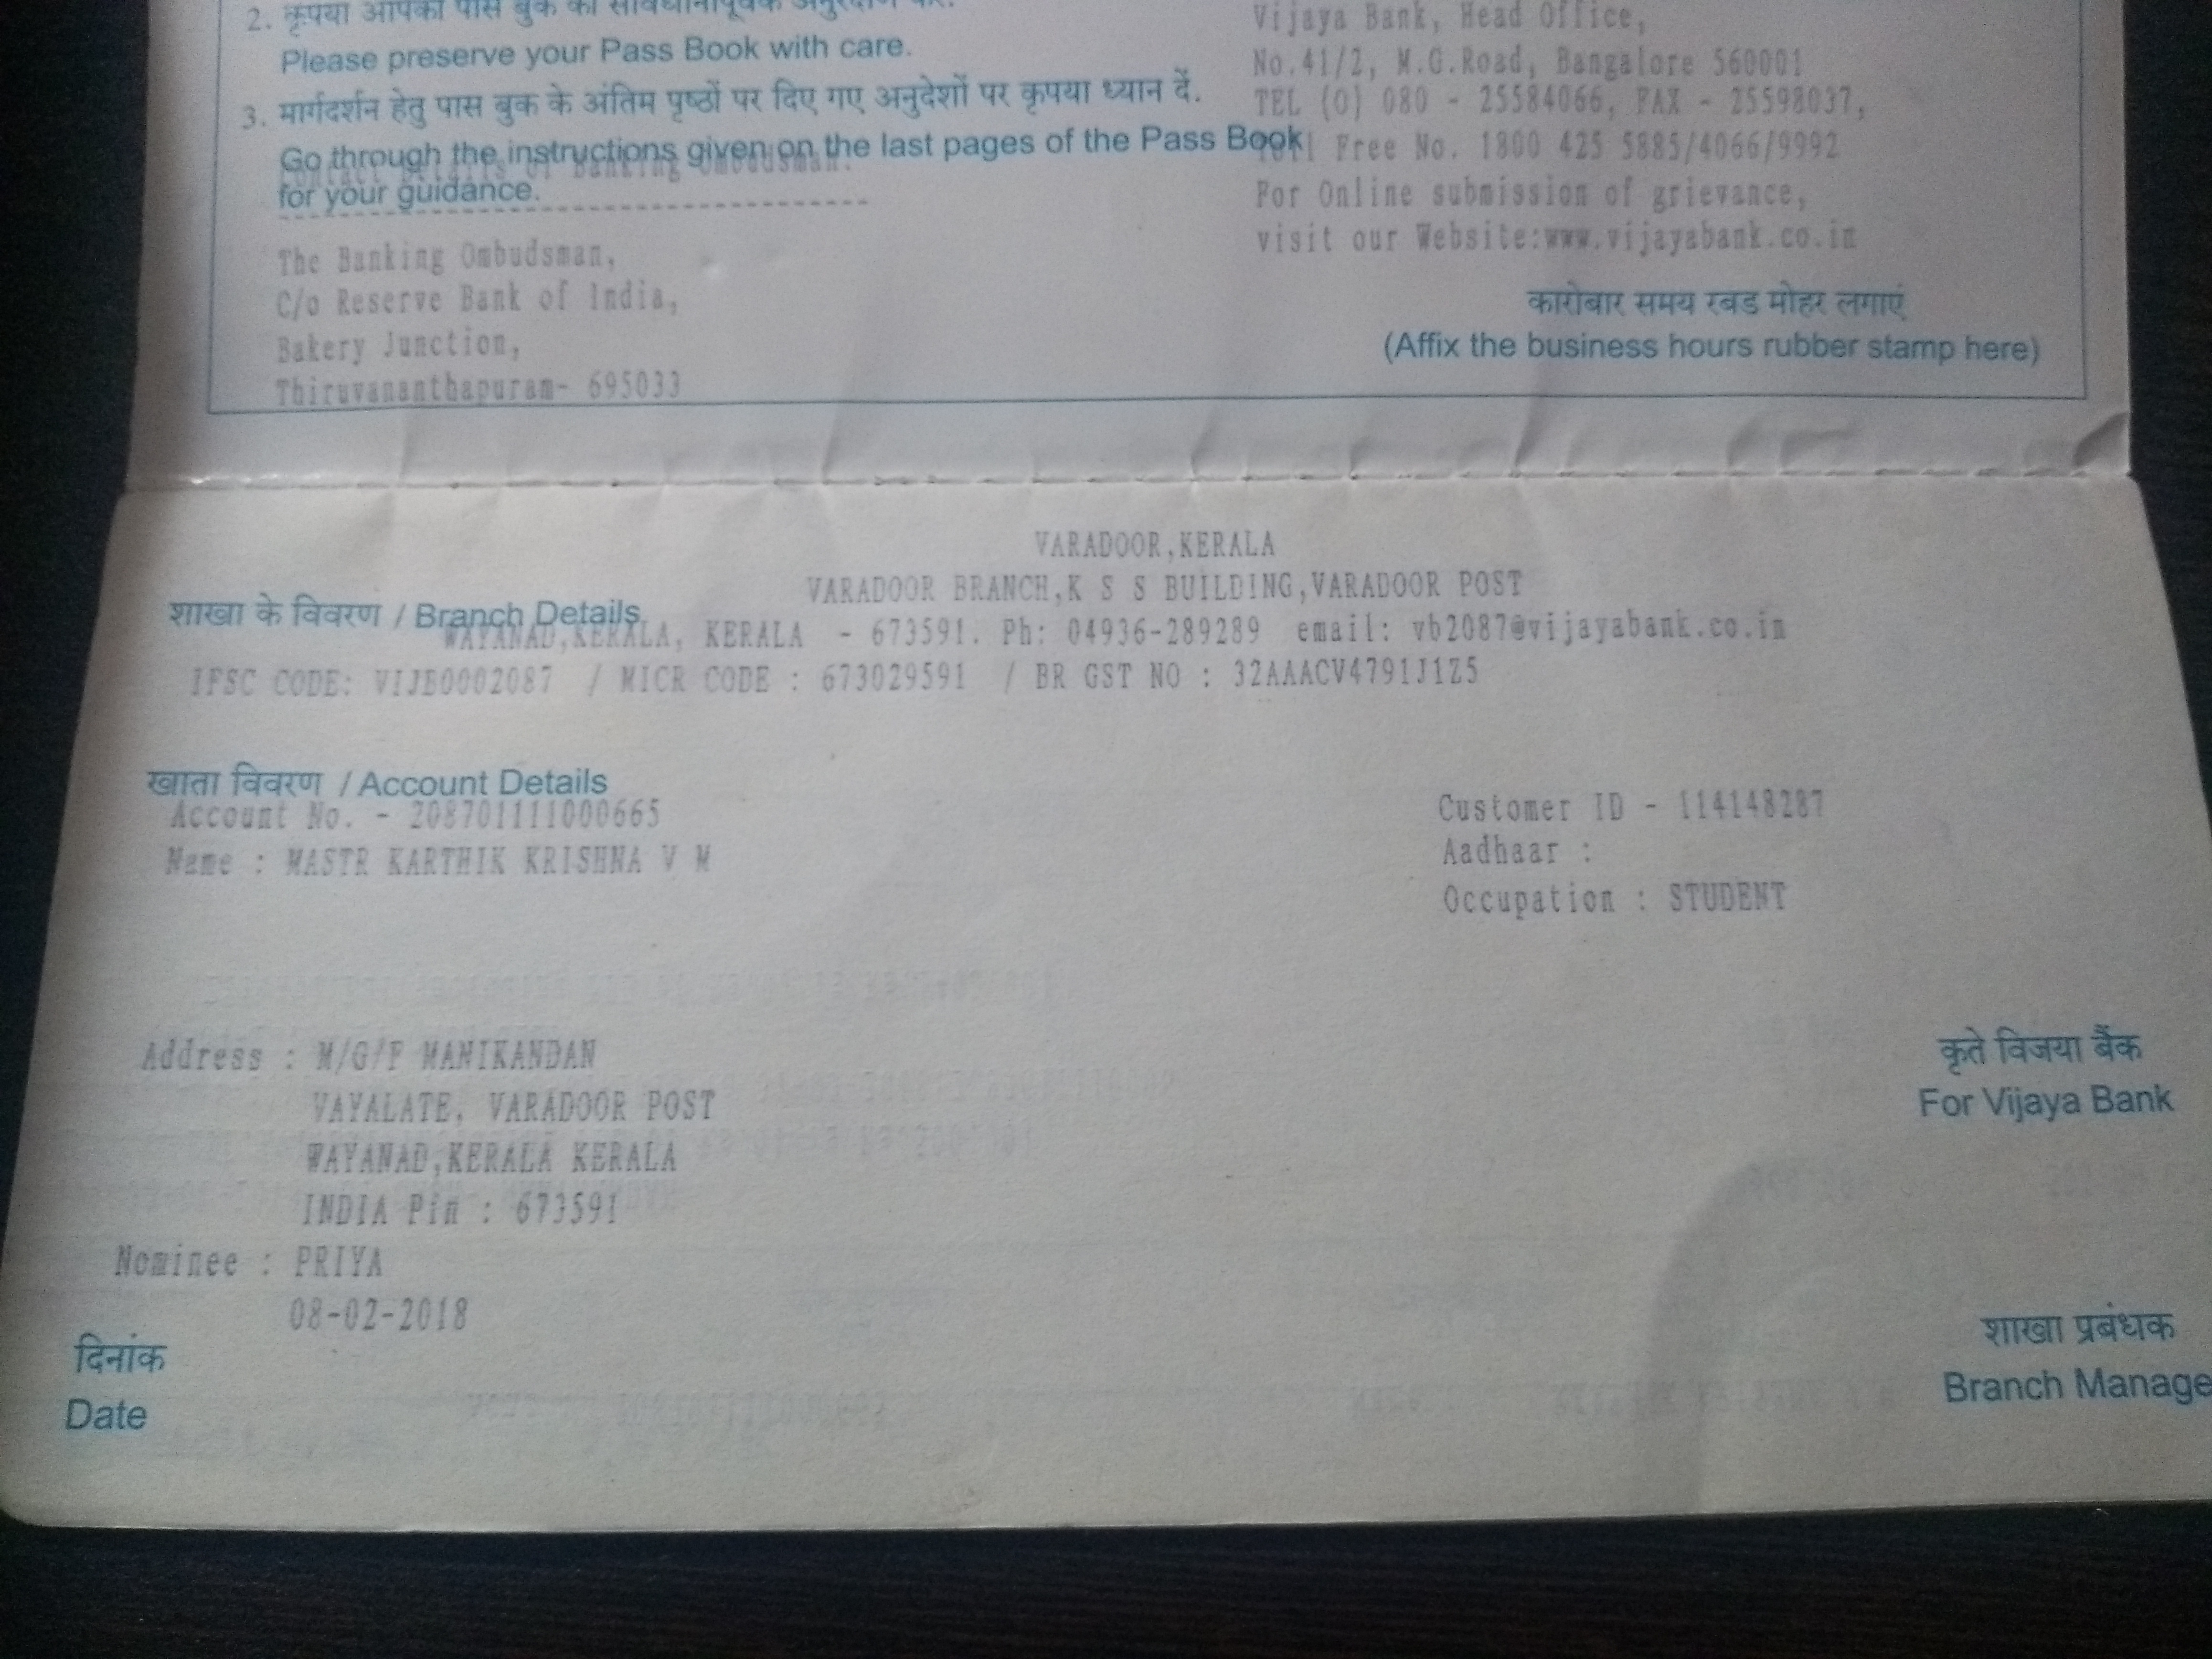 2. कृपया आपकी पास बुक का सावधानीपूर्वक अनुरक्षण करें.
Please preserve your Pass Book with care.
3. मार्गदर्शन हेतु पास बुक के अंतिम पृष्ठों पर दिए गए अनुदेशों पर कृपया ध्यान दें.
Go through the instructions given on the last pages of the Pass Book
for your guidance.
Details of Banking Ombudsman:
The Banking Ombudsman,
C/o Reserve Bank of India,
Bakery Junction,
Thiruvananthapuram- 695033
Vijaya Bank, Head Office,
No.41/2, M.G.Road, Bangalore 560001
TEL (O) 080 - 25584066, FAX - 25598037,
Toll Free No. 1800 425 5885/4066/9992
For Online submission of grievance,
visit our Website:www.vijayabank.co.in
कारोबार समय रबड मोहर लगाएं
(Affix the business hours rubber stamp here)
VARADOOR,KERALA
VARADOOR BRANCH,K S S BUILDING,VARADOOR POST
शाखा के विवरण / Branch Details
WAYANAD,KERALA, KERALA - 673591. Ph: 04936-289289 email: vb2087@vijayabank.co.in
IFSC CODE: VIJB0002087 / MICR CODE : 673029591 / BR GST NO : 32AAACV4791J1Z5
खाता विवरण / Account Details
Account No. - 208701111000665
Name : MASTR KARTHIK KRISHNA V M
Customer ID - 114148287
Aadhaar :
Occupation : STUDENT
Address : M/G/F MANIKANDAN
VAYALATE, VARADOOR POST
WAYANAD,KERALA KERALA
INDIA Pin : 673591
Nominee : PRIYA
08-02-2018
दिनांक
Date
कृते विजया बैंक
For Vijaya Bank
शाखा प्रबंधक
Branch Manage